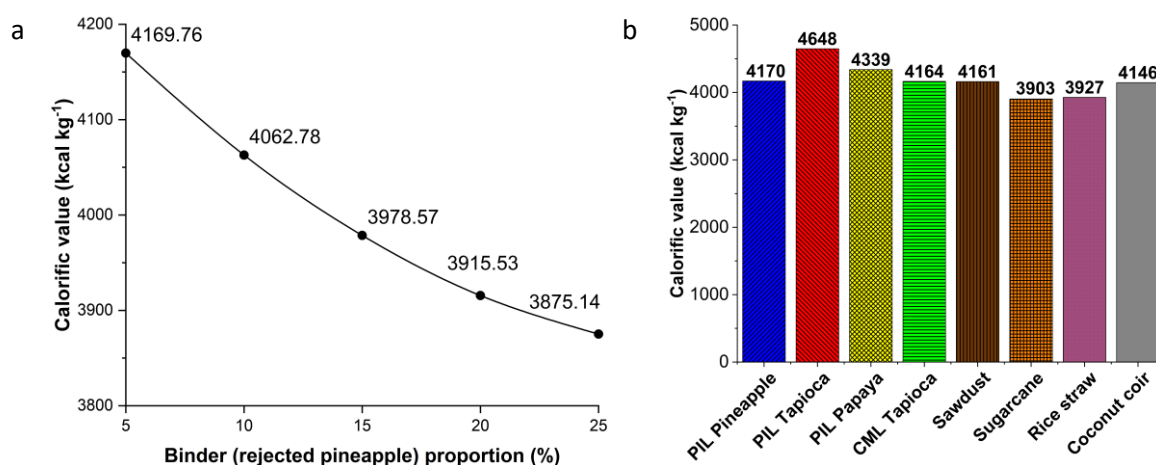 a
Calorific value (kcal kg-1)
4200
4100
4000
3900
3800
4169.76
4062.78
3978.57
3915.53
3875.14
5
10
15
20
25
Binder (rejected pineapple) proportion (%)
b
Calorific value (kcal kg-1)
5000
4000
3000
2000
1000
0
4170
4648
4339
4164
4161
3903
3927
4146
PIL Pineapple
PIL Tapioca
PIL Papaya
CML Tapioca
Sawdust
Sugarcane
Rice straw
Coconut coir